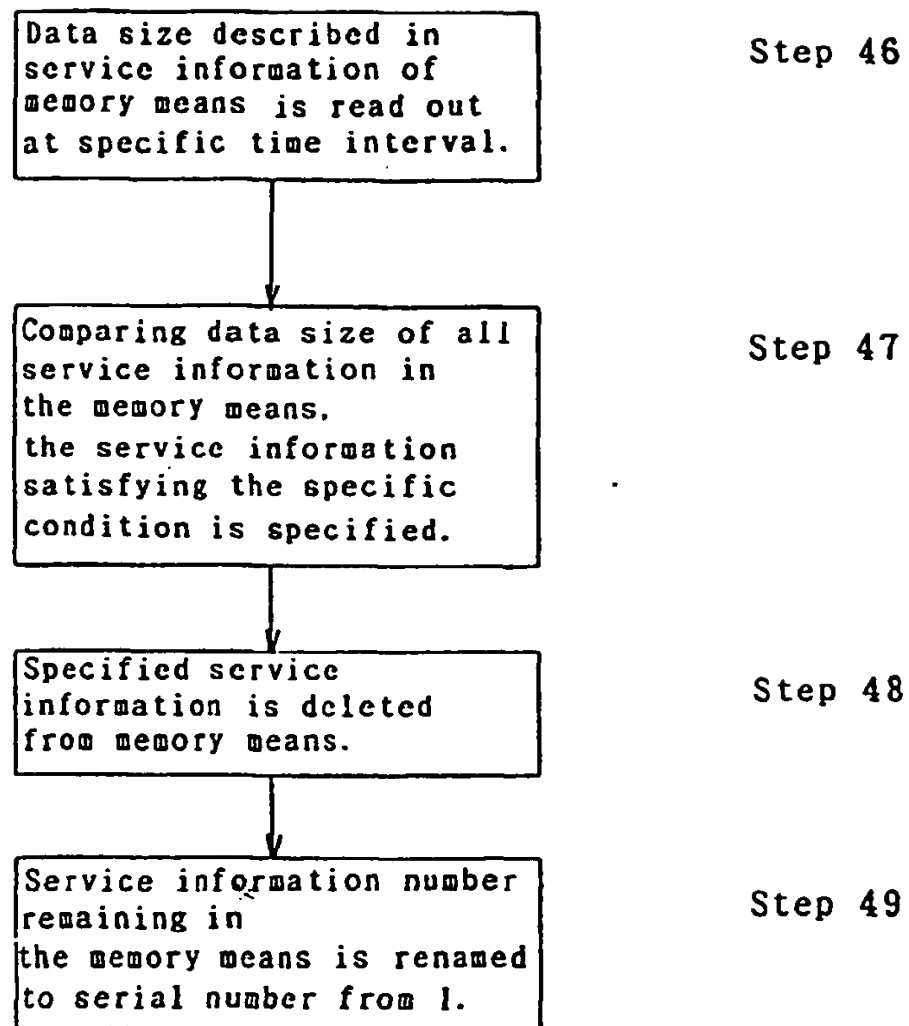 Data size described in
service information of
memory means is read out
at specific time interval.
Step 46
Comparing data size of all
service information in
the memory means,
the service information
satisfying the specific
condition is specified.
Step 47
Specified service
information is deleted
from memory means.
Step 48
Service information number
remaining in
the memory means is renamed
to serial number from 1.
Step 49